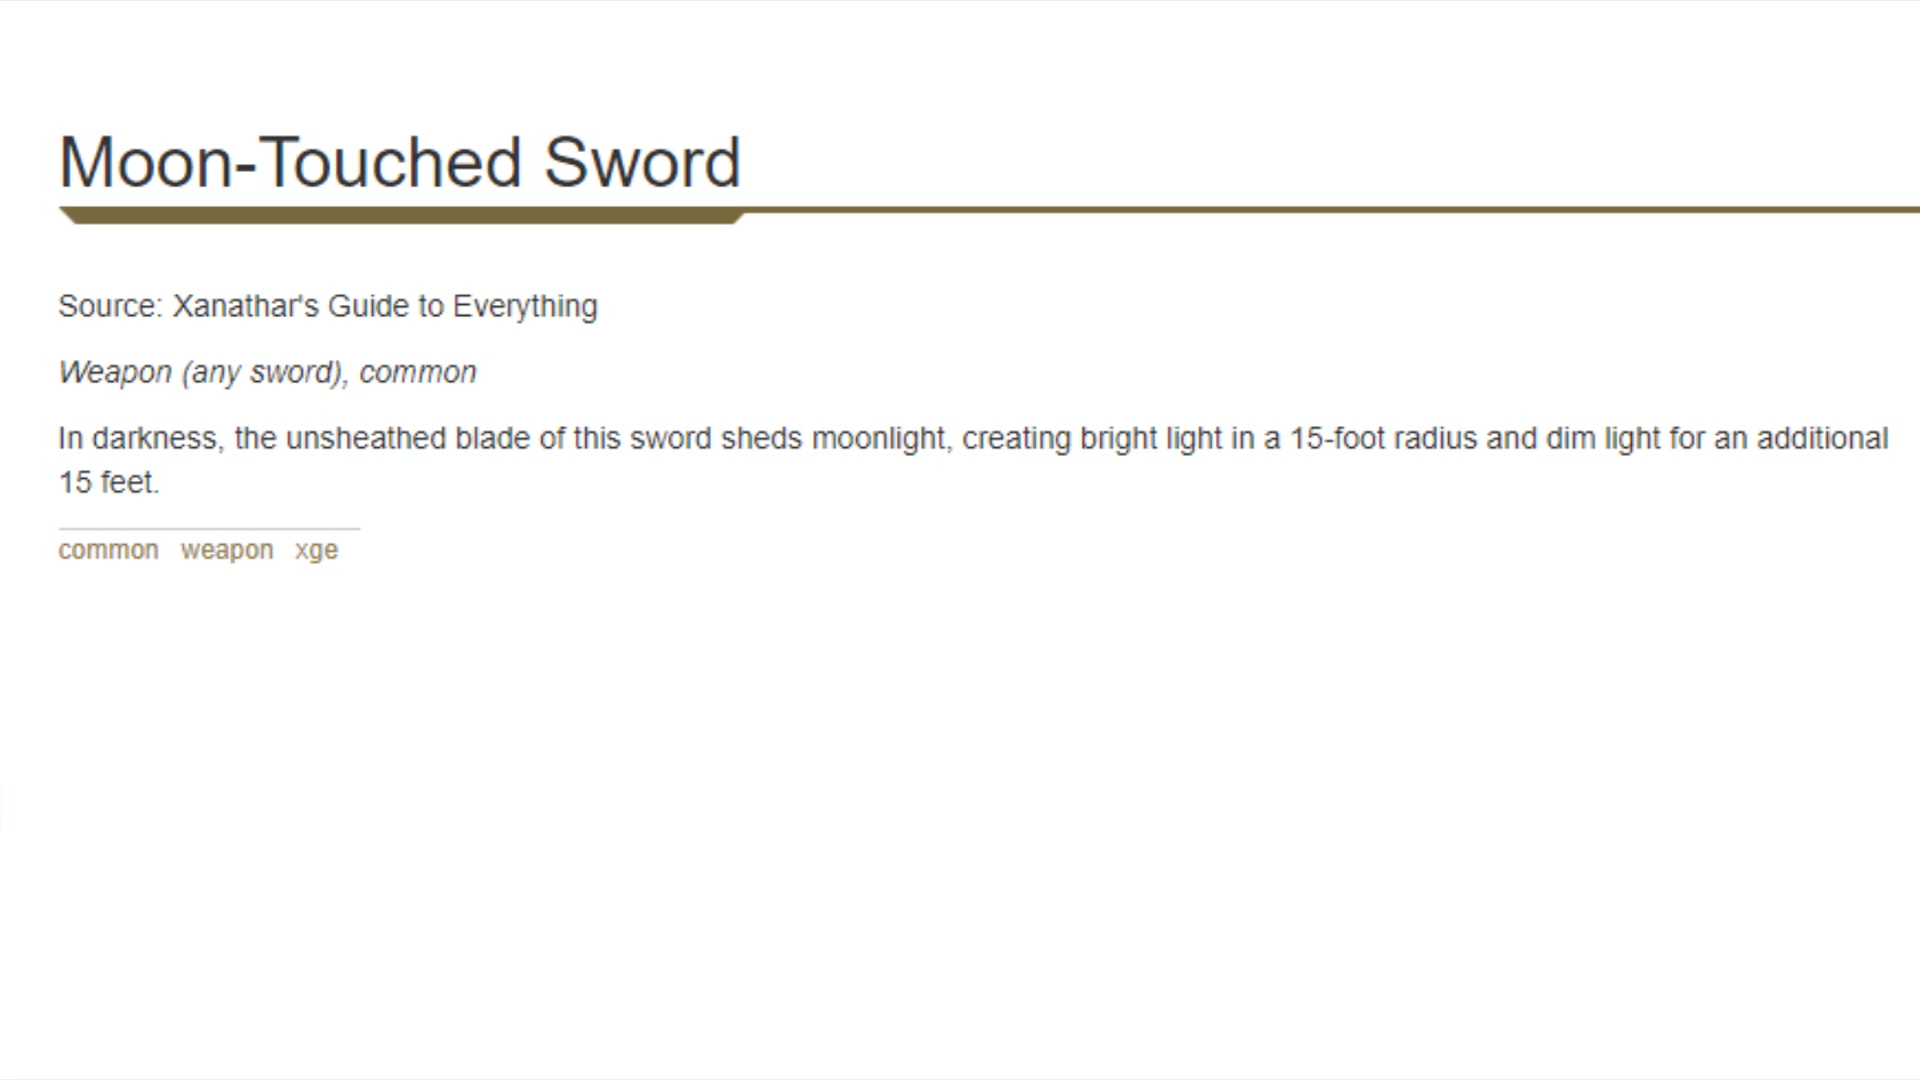 Moon-Touched Sword
Source: Xanathar's Guide to Everything
Weapon (any sword), common
In darkness, the unsheathed blade of this sword sheds moonlight, creating bright light in a 15-foot radius and dim light for an additional
15 feet.
common weapon xge